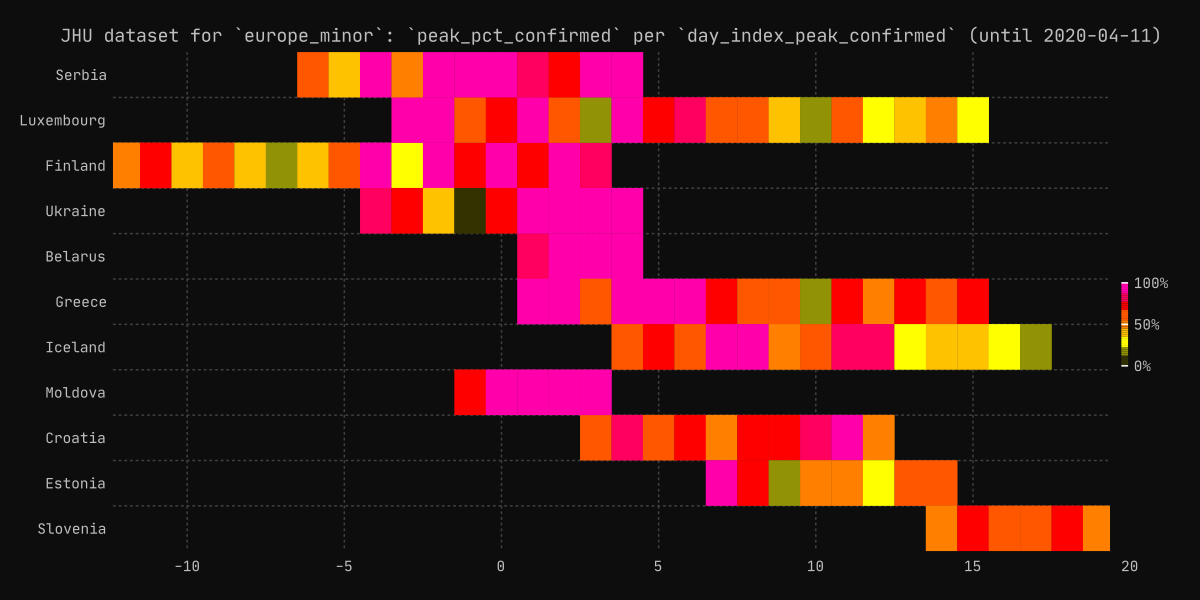 JHU dataset for `europe_minor`: `peak_pct_confirmed` per `day_index_peak_confirmed` (until 2020-04-11)
Serbia
Luxembourg
Finland
Ukraine
Belarus
Greece
Iceland
Moldova
Croatia
Estonia
Slovenia
100%
50%
0%
-10 -5 0 5 10 15 20